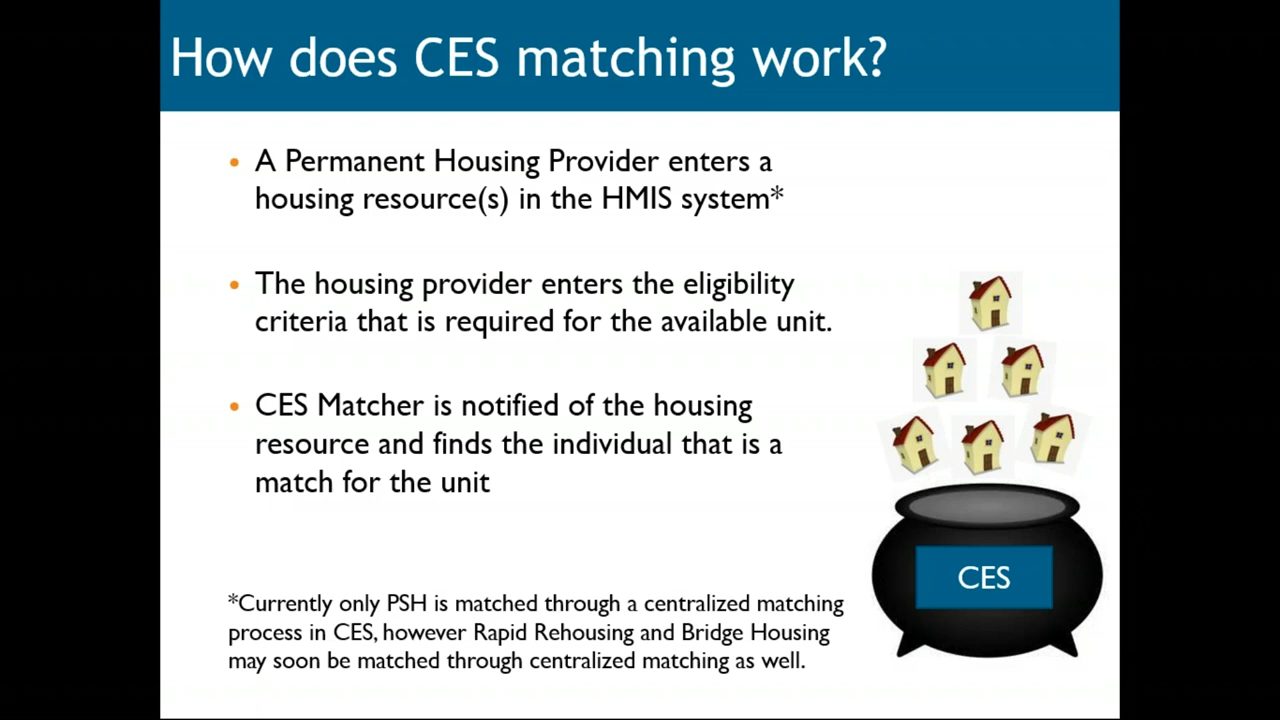 How does CES matching work?
• A Permanent Housing Provider enters a
housing resource(s) in the HMIS system*
• The housing provider enters the eligibility
criteria that is required for the available unit.
• CES Matcher is notified of the housing
resource and finds the individual that is a
match for the unit
CES
*Currently only PSH is matched through a centralized matching
process in CES, however Rapid Rehousing and Bridge Housing
may soon be matched through centralized matching as well.